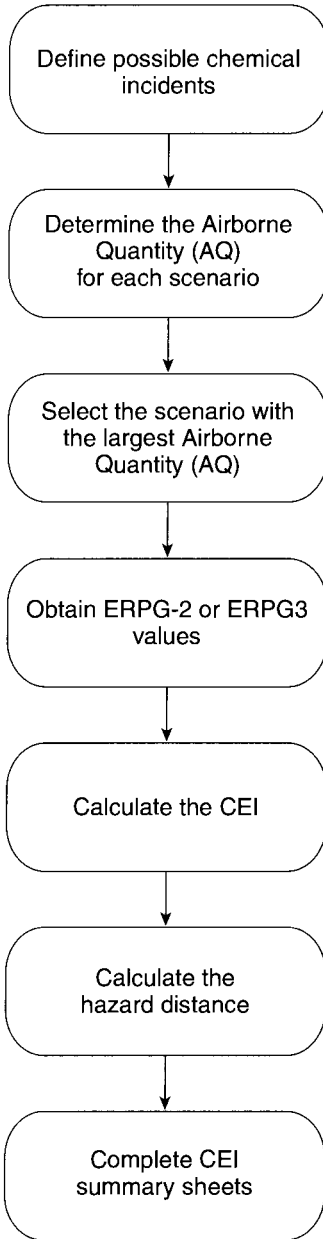 Define possible chemical
incidents
Determine the Airborne
Quantity (AQ)
for each scenario
Select the scenario with
the largest Airborne
Quantity (AQ)
Obtain ERPG-2 or ERPG3
values
Calculate the CEI
Calculate the
hazard distance
Complete CEI
summary sheets